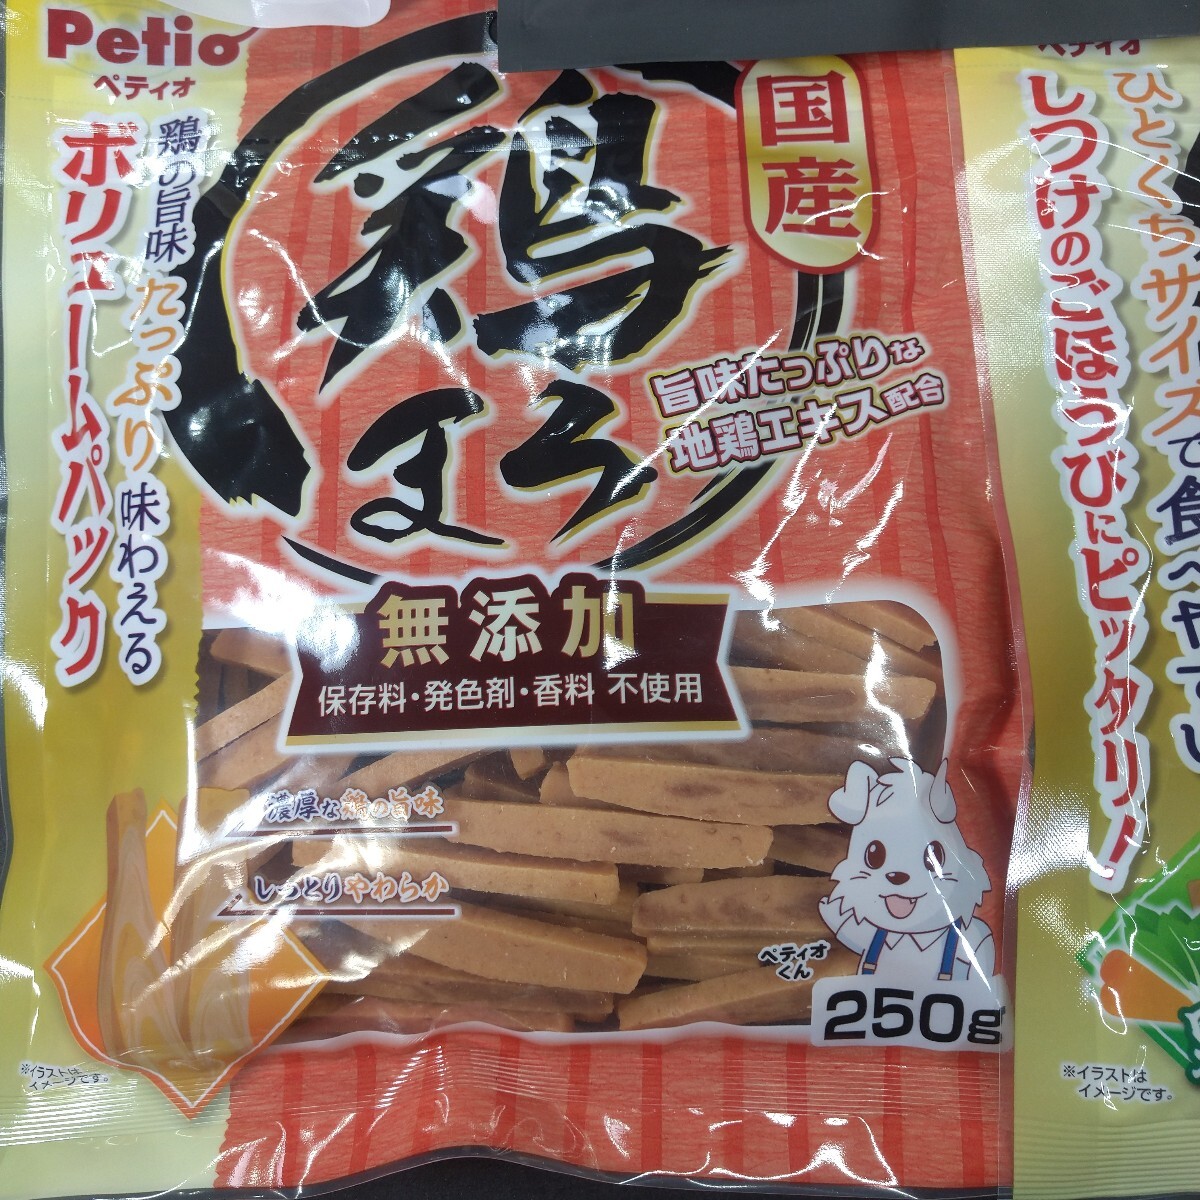 Petio
ペティオ
鶏の旨味たっぷり味わえる
ボリュームパック
国産
鶏
ほろ
旨味たっぷりな
地鶏エキス配合
無添加
保存料・発色剤・香料 不使用
濃厚な鶏の旨味
しっとりやわらか
ペティオ
くん
250g
※イラストは
イメージです。
ペティオ
ひとくちサイズで食べやすい
しつけのごほうびにピッタリ!
※イラストは
イメージです。